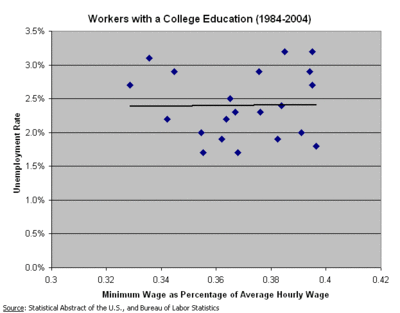 Workers with a College Education (1984-2004)
3.5%
3.0%
2.5%
2.0%
1.5%
1.0%
0.5%
0.0%
Unemployment Rate
0.3 0.32 0.34 0.36 0.38 0.4 0.42
Minimum Wage as Percentage of Average Hourly Wage
Source: Statistical Abstract of the U.S., and Bureau of Labor Statistics